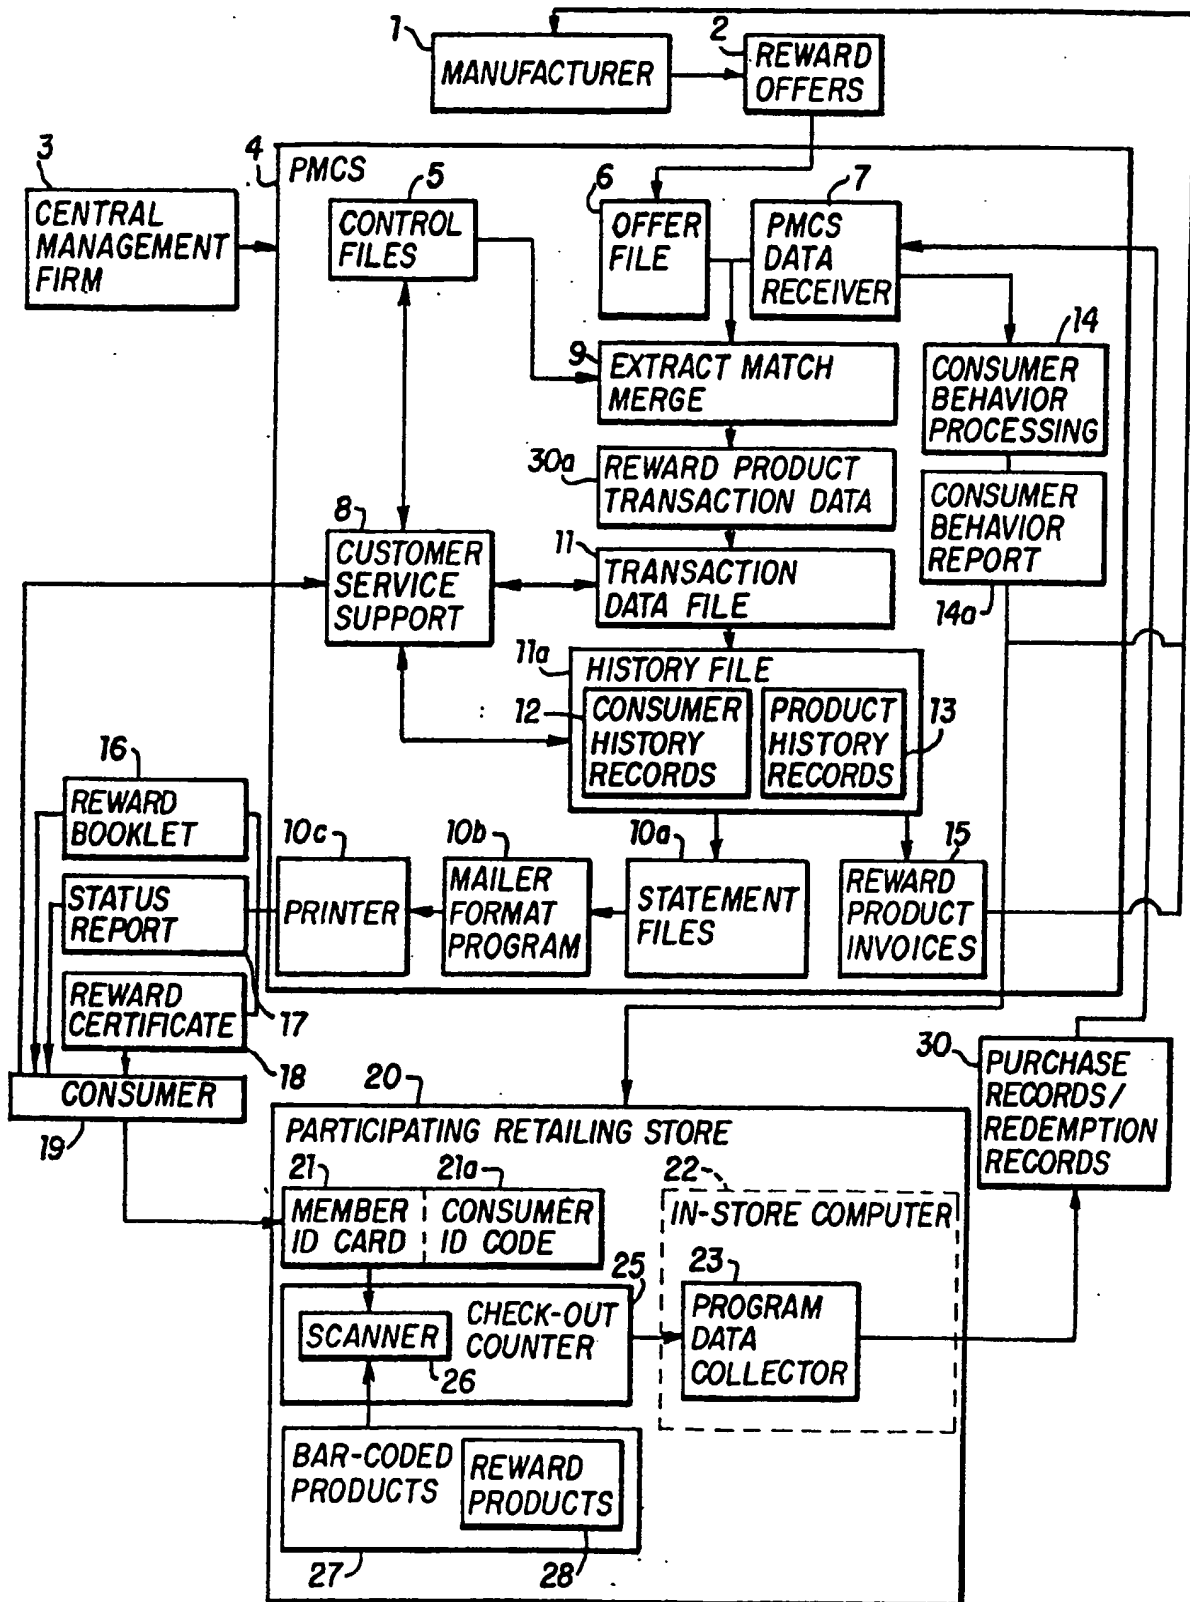 1
MANUFACTURER
2
REWARD
OFFERS
3
CENTRAL
MANAGEMENT
FIRM
4
PMCS
5
CONTROL
FILES
6
OFFER
FILE
7
PMCS
DATA
RECEIVER
9
EXTRACT MATCH
MERGE
14
CONSUMER
BEHAVIOR
PROCESSING
30a
REWARD PRODUCT
TRANSACTION DATA
CONSUMER
BEHAVIOR
REPORT
14a
8
CUSTOMER
SERVICE
SUPPORT
11
TRANSACTION
DATA FILE
11a
HISTORY FILE
12
CONSUMER
HISTORY
RECORDS
PRODUCT
HISTORY
RECORDS
13
16
REWARD
BOOKLET
STATUS
REPORT
17
REWARD
CERTIFICATE
18
10c
PRINTER
10b
MAILER
FORMAT
PROGRAM
10a
STATEMENT
FILES
15
REWARD
PRODUCT
INVOICES
CONSUMER
19
30
PURCHASE
RECORDS/
REDEMPTION
RECORDS
20
PARTICIPATING RETAILING STORE
21
MEMBER
ID CARD
21a
CONSUMER
ID CODE
22
IN-STORE COMPUTER
23
PROGRAM
DATA
COLLECTOR
25
CHECK-OUT
COUNTER
SCANNER
26
BAR-CODED
PRODUCTS
REWARD
PRODUCTS
27
28